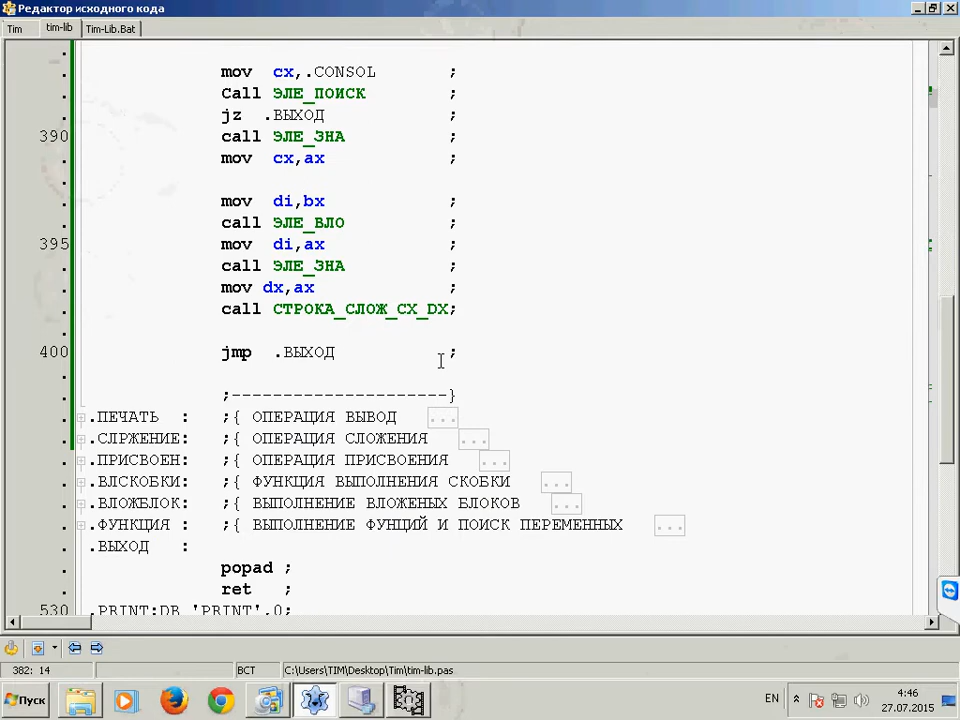 Редактор исходного кода
Tim tim-lib Tim-Lib.Bat
mov cx,.CONSOL ;
Call ЭЛЕ_ПОИСК ;
jz .ВЫХОД ;
390 call ЭЛЕ_ЗНА ;
mov cx,ax ;
mov di,bx ;
call ЭЛЕ_ВЛО ;
395 mov di,ax ;
call ЭЛЕ_ЗНА ;
mov dx,ax ;
call СТРОКА_СЛОЖ_CX_DX;
400 jmp .ВЫХОД ;
;---------------------}
.ПЕЧАТЬ : ;{ ОПЕРАЦИЯ ВЫВОД ...
.СЛРЖЕНИЕ: ;{ ОПЕРАЦИЯ СЛОЖЕНИЯ ...
.ПРИСВОЕН: ;{ ОПЕРАЦИЯ ПРИСВОЕНИЯ ...
.ВЛСКОБКИ: ;{ ФУНКЦИЯ ВЫПОЛНЕНИЯ СКОБКИ ...
.ВЛОЖБЛОК: ;{ ВЫПОЛНЕНИЕ ВЛОЖЕНЫХ БЛОКОВ ...
.ФУНКЦИЯ : ;{ ВЫПОЛНЕНИЕ ФУНЦИЙ И ПОИСК ПЕРЕМЕННЫХ ...
.ВЫХОД :
popad ;
ret ;
530 .PRINT:DB 'PRINT',0;
382: 14 ВСТ C:\Users\TIM\Desktop\Tim\tim-lib.pas
Пуск EN 4:46
27.07.2015